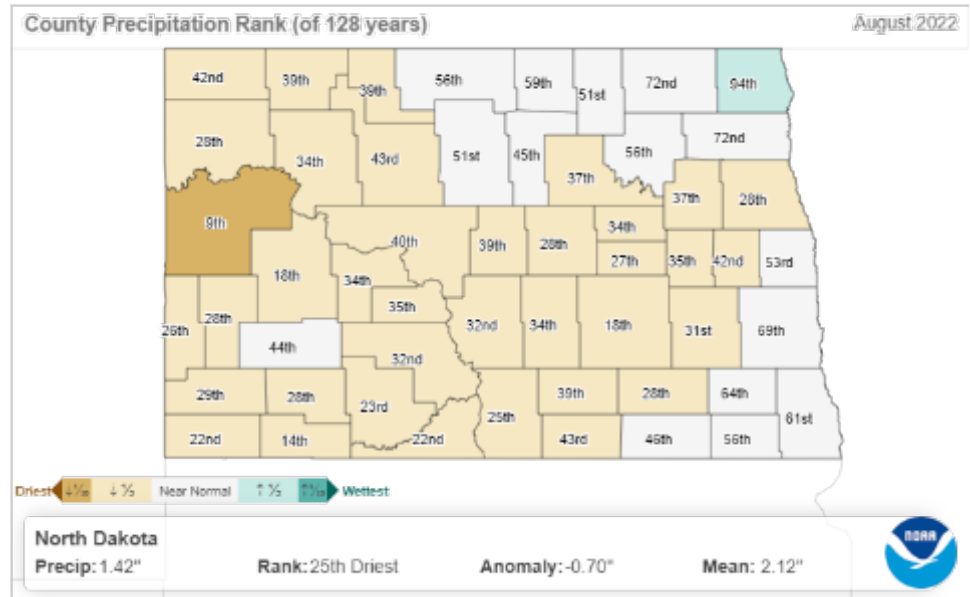 County Precipitation Rank (of 128 years) August 2022
42nd 39th 39th 56th 59th 51st 72nd 94th
28th 34th 43rd 51st 45th 56th 72nd
37th 37th 28th
9th 40th 39th 28th 34th
18th 34th 27th 35th 42nd 53rd
35th
26th 28th 44th 32nd 34th 18th 31st 69th
32nd
29th 28th 23rd 25th 39th 28th 64th 61st
22nd 14th 22nd 43rd 46th 56th
Driest ↓ ↓ ⅓ Near Normal ↑ ⅓ ↑ Wettest
North Dakota
Precip: 1.42" Rank: 25th Driest Anomaly: -0.70" Mean: 2.12"
NOAA